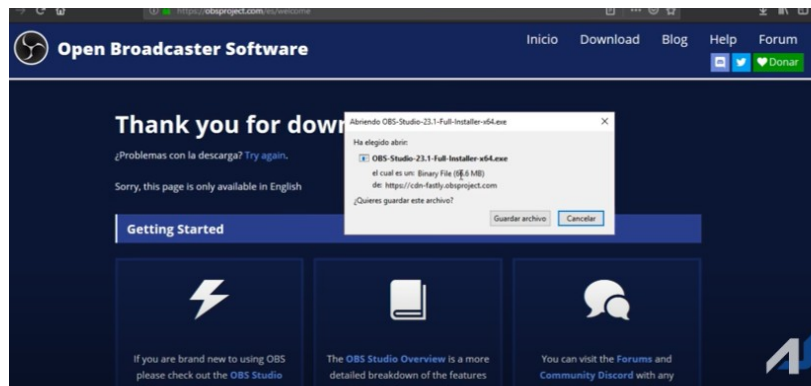 https://obsproject.com/es/welcome
Open Broadcaster Software
Inicio Download Blog Help Forum
Donar
Thank you for dowr
¿Problemas con la descarga? Try again.
Sorry, this page is only available in English
Abriendo OBS-Studio-23.1-Full-Installer-x64.exe
Ha elegido abrir:
OBS-Studio-23.1-Full-Installer-x64.exe
el cual es un: Binary File (66.6 MB)
de: https://cdn-fastly.obsproject.com
¿Quieres guardar este archivo?
Guardar archivo Cancelar
Getting Started
If you are brand new to using OBS
please check out the OBS Studio
The OBS Studio Overview is a more
detailed breakdown of the features
You can visit the Forums and
Community Discord with any